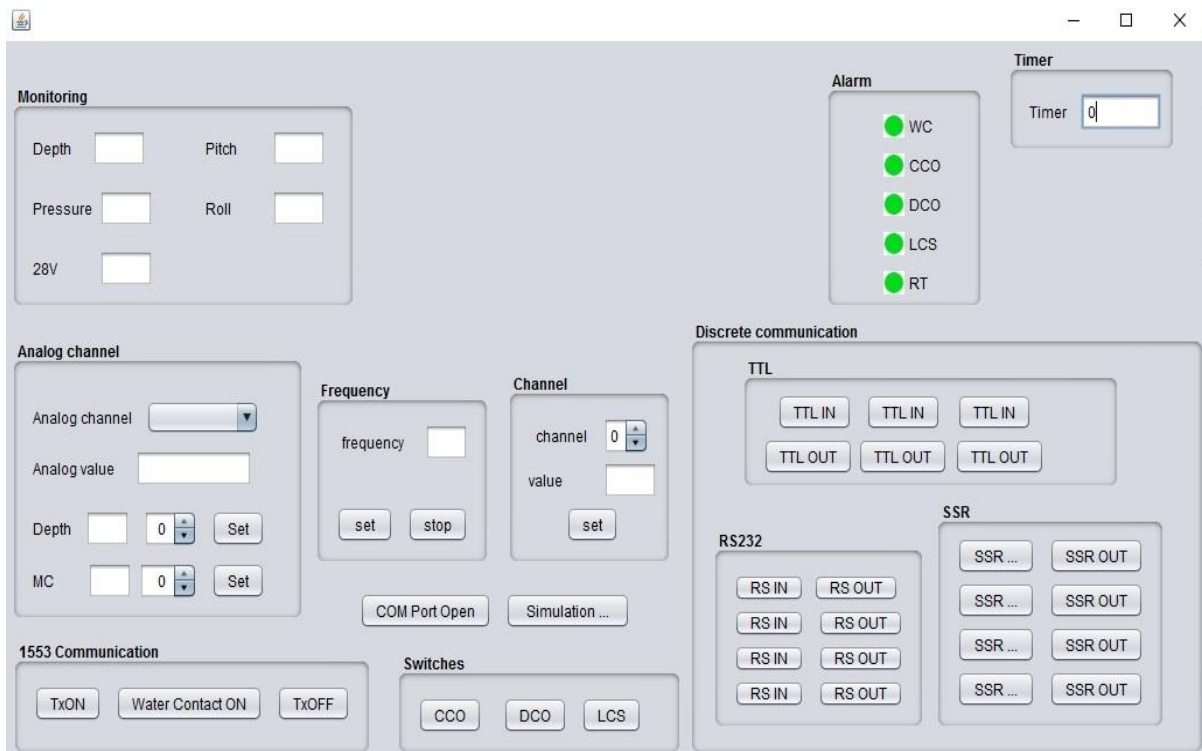 Timer
Timer 0
Alarm
WC
CCO
DCO
LCS
RT
Monitoring
Depth Pitch
Pressure Roll
28V
Analog channel
Analog channel
Analog value
Depth 0 Set
MC 0 Set
Frequency
frequency
set stop
Channel
channel 0
value
set
COM Port Open Simulation ...
Discrete communication
TTL
TTL IN TTL IN TTL IN
TTL OUT TTL OUT TTL OUT
RS232
RS IN RS OUT
RS IN RS OUT
RS IN RS OUT
RS IN RS OUT
SSR
SSR ... SSR OUT
SSR ... SSR OUT
SSR ... SSR OUT
SSR ... SSR OUT
1553 Communication
TxON Water Contact ON TxOFF
Switches
CCO DCO LCS